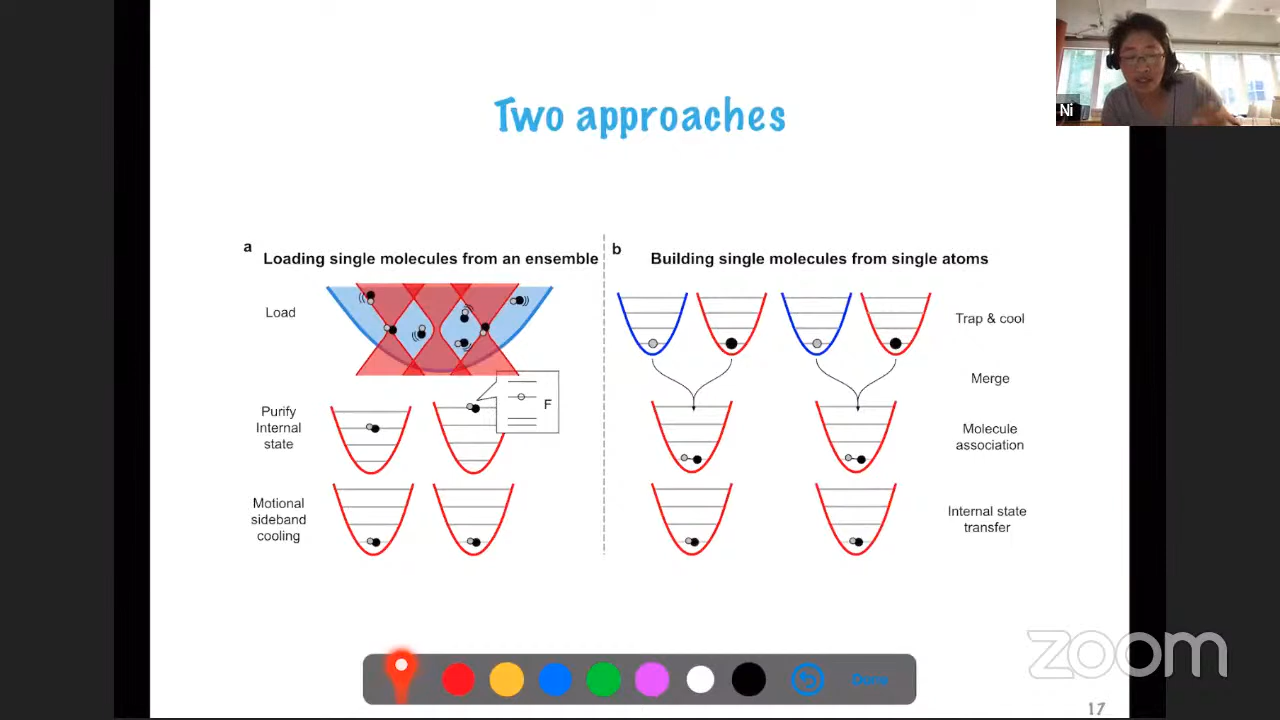 Ni
Two approaches
a
Loading single molecules from an ensemble
Load
Purify
Internal
state
F
Motional
sideband
cooling
b
Building single molecules from single atoms
Trap & cool
Merge
Molecule
association
Internal state
transfer
Done
zoom
17